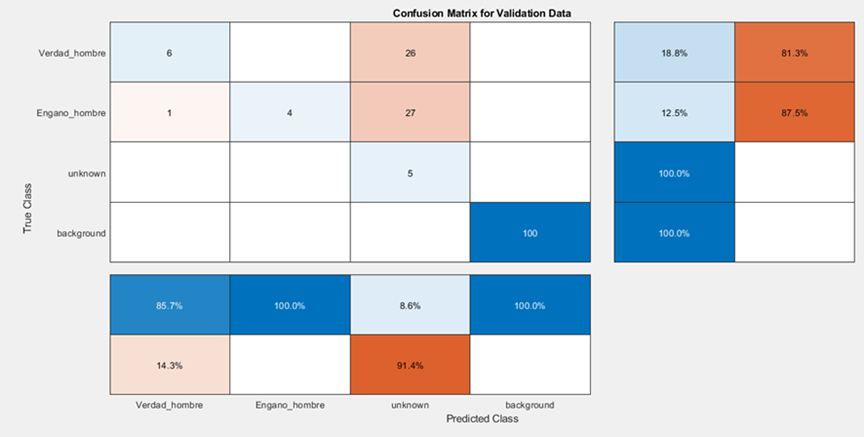 Confusion Matrix for Validation Data
True Class
Verdad_hombre 6 26 18.8% 81.3%
Engano_hombre 1 4 27 12.5% 87.5%
unknown 5 100.0%
background 100 100.0%
85.7% 100.0% 8.6% 100.0%
14.3% 91.4%
Verdad_hombre Engano_hombre unknown background
Predicted Class